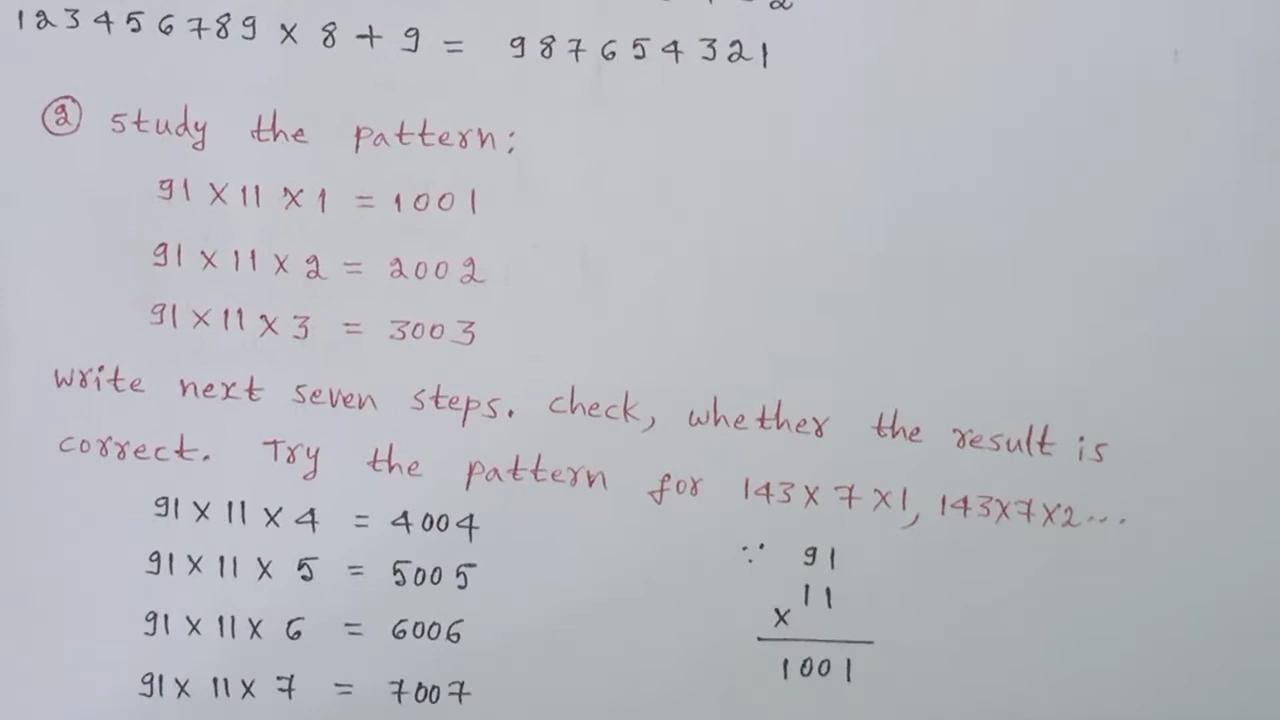 123456789 × 8 + 9 = 987654321
② study the pattern:
91 × 11 × 1 = 1001
91 × 11 × 2 = 2002
91 × 11 × 3 = 3003
write next seven steps. check, whether the result is
correct. Try the pattern for 143 × 7 × 1, 143×7×2...
91 × 11 × 4 = 4004
91 × 11 × 5 = 5005
91 × 11 × 6 = 6006
91 × 11 × 7 = 7007
∵ 91
× 11
1001